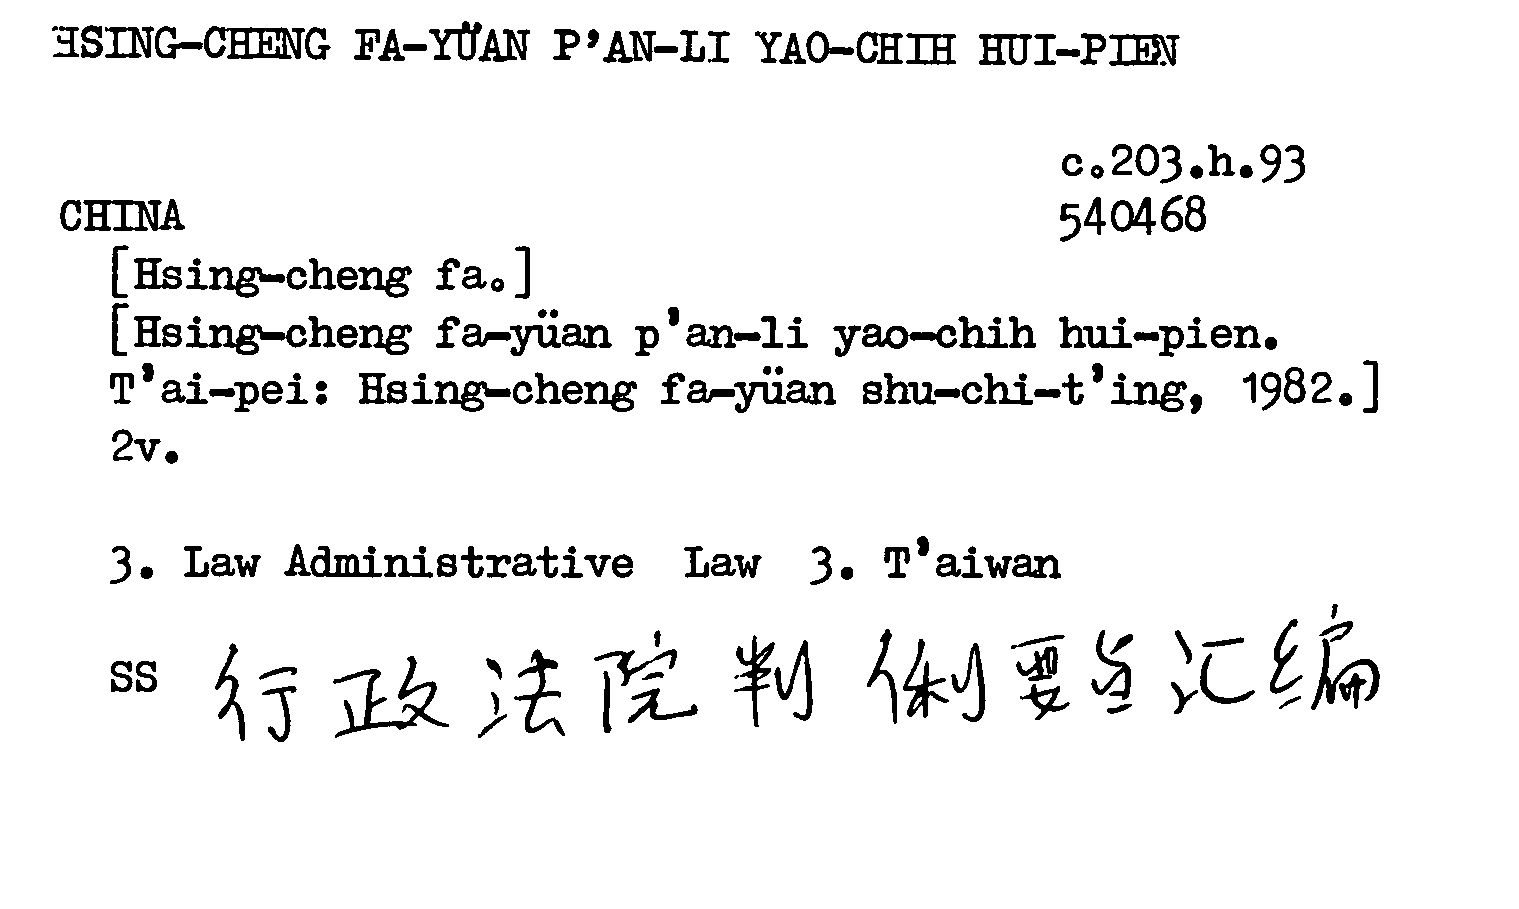 HSING-CHENG FA-YÜAN P'AN-LI YAO-CHIH HUI-PIEN
c.203.h.93
CHINA 540468
[Hsing-cheng fa.]
[Hsing-cheng fa-yüan p'an-li yao-chih hui-pien.
T'ai-pei: Hsing-cheng fa-yüan shu-chi-t'ing, 1982.]
2v.
3. Law Administrative Law 3. T'aiwan
SS 行政法院判例要旨汇编